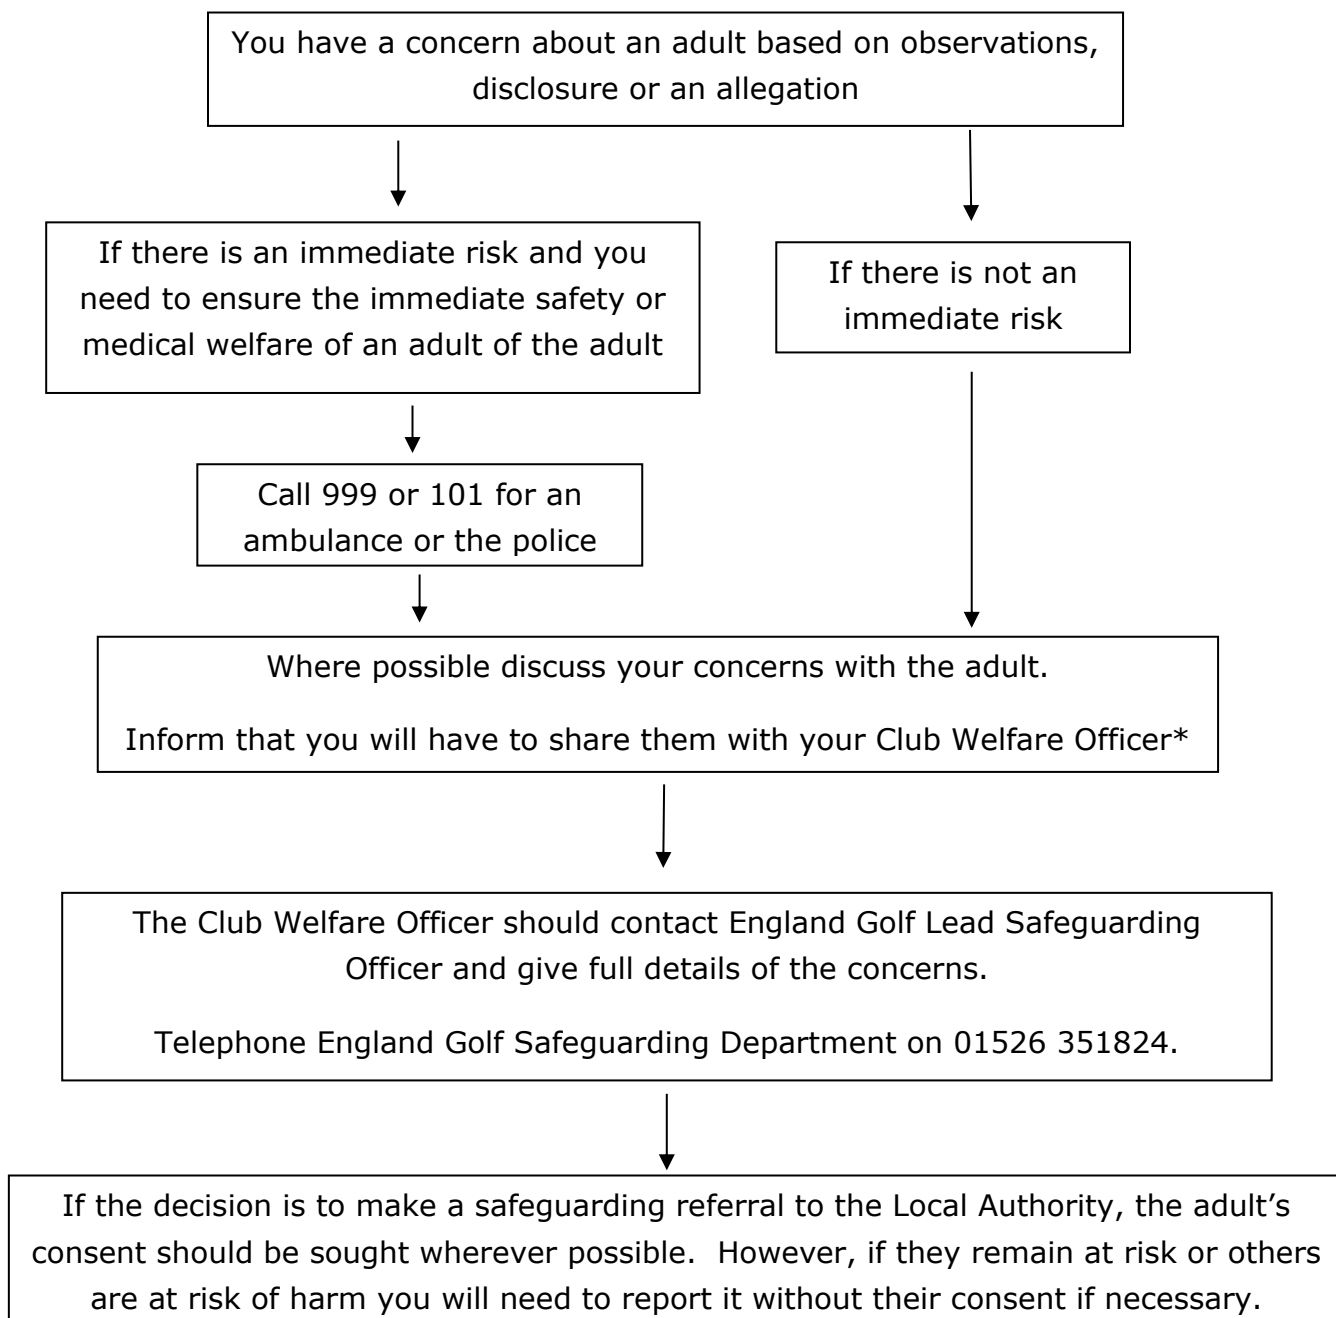 You have a concern about an adult based on observations,
disclosure or an allegation
If there is an immediate risk and you
need to ensure the immediate safety or
medical welfare of an adult of the adult
If there is not an
immediate risk
Call 999 or 101 for an
ambulance or the police
Where possible discuss your concerns with the adult.
Inform that you will have to share them with your Club Welfare Officer*
The Club Welfare Officer should contact England Golf Lead Safeguarding
Officer and give full details of the concerns.
Telephone England Golf Safeguarding Department on 01526 351824.
If the decision is to make a safeguarding referral to the Local Authority, the adult’s
consent should be sought wherever possible.  However, if they remain at risk or others
are at risk of harm you will need to report it without their consent if necessary.